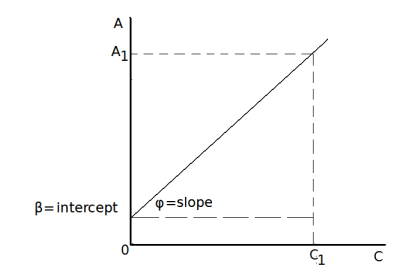 A
A1
β=intercept
φ=slope
0
C1
C